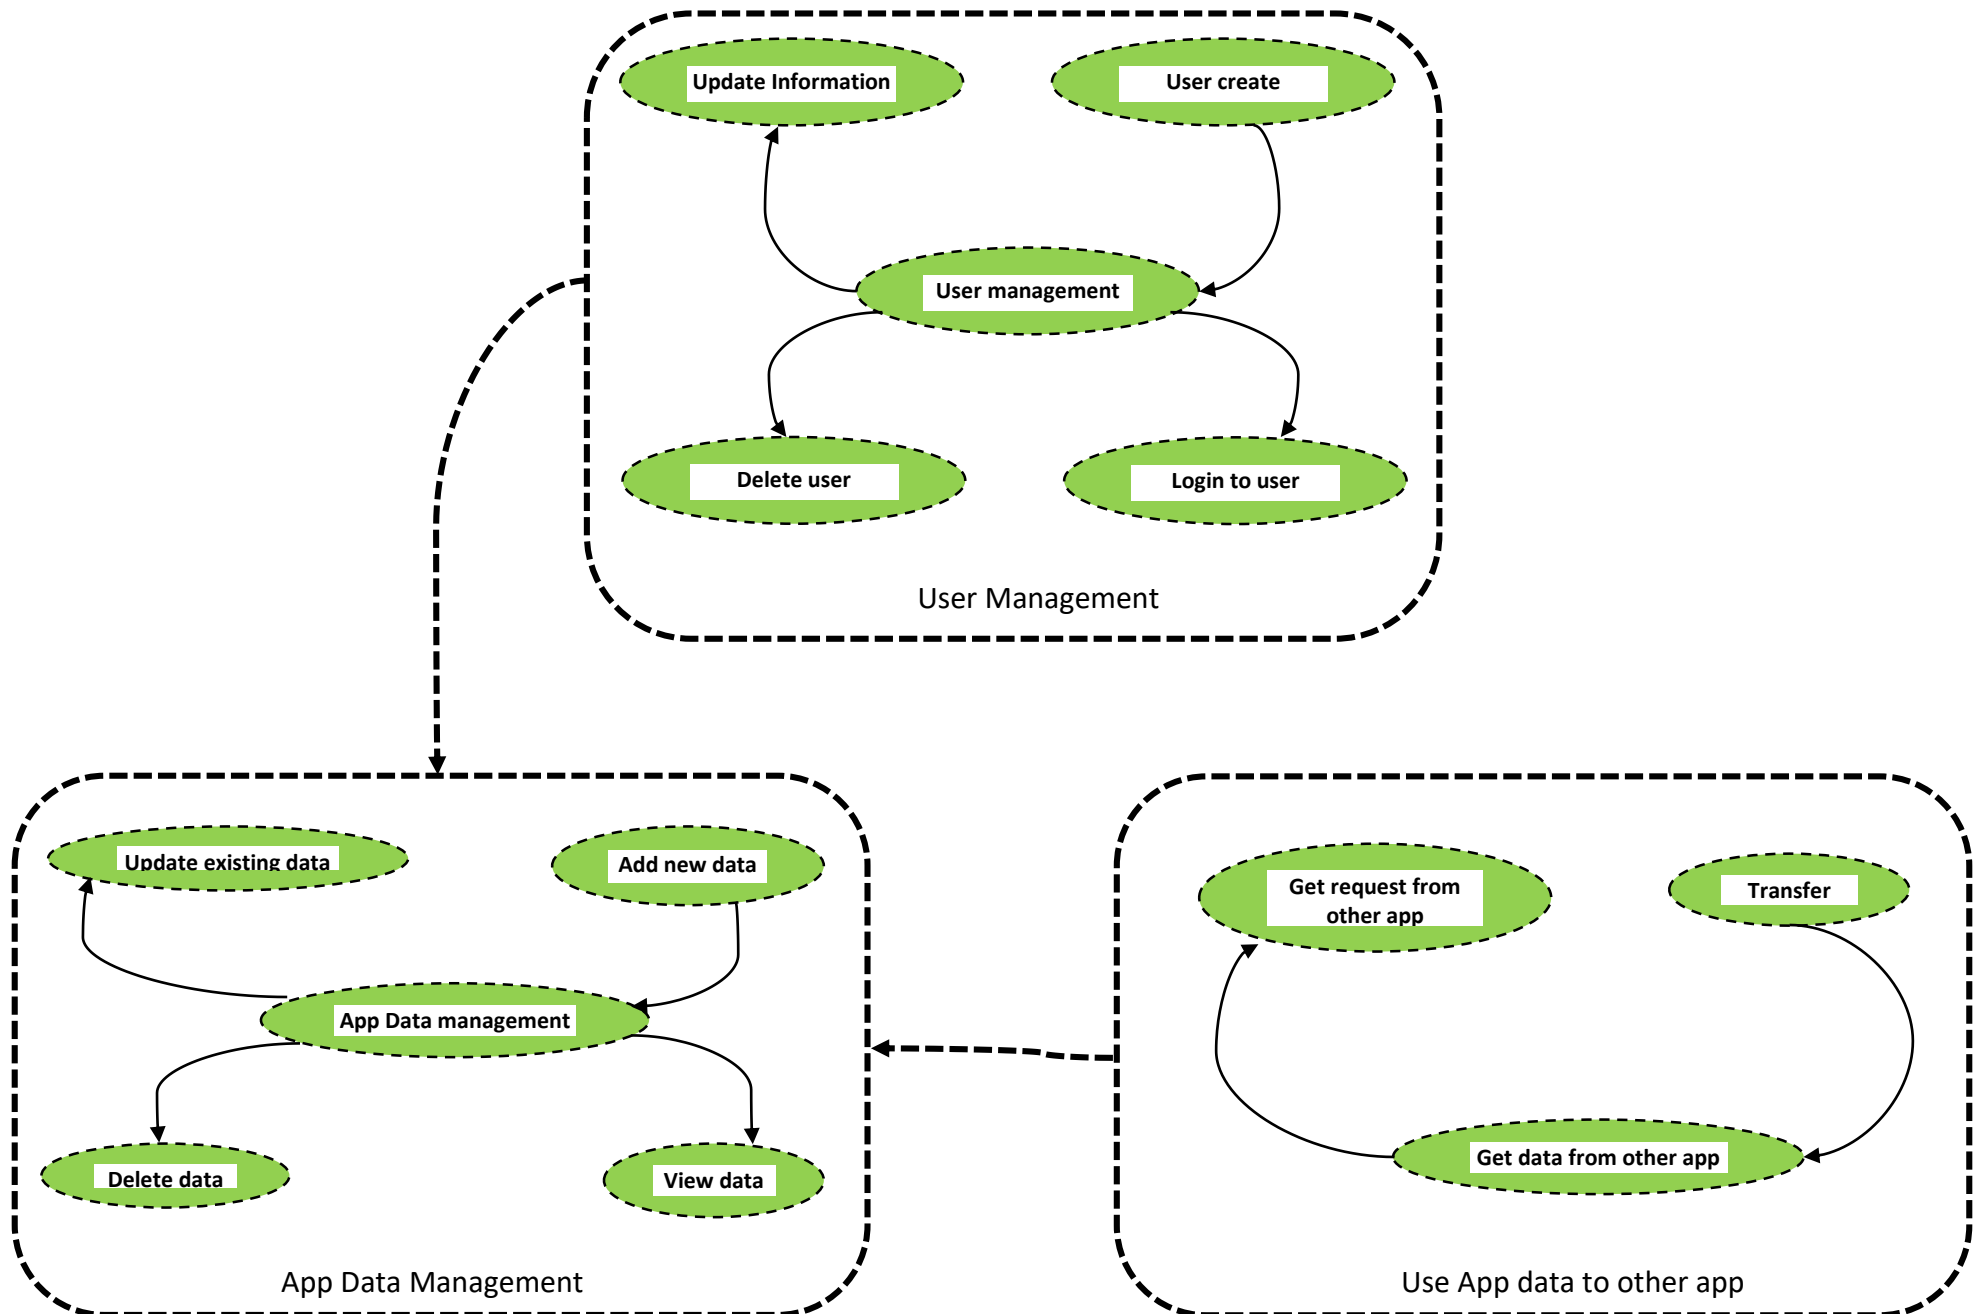 Update Information
User create
User management
Delete user
Login to user
User Management
Update existing data
Add new data
App Data management
Delete data
View data
App Data Management
Get request from
other app
Transfer
Get data from other app
Use App data to other app